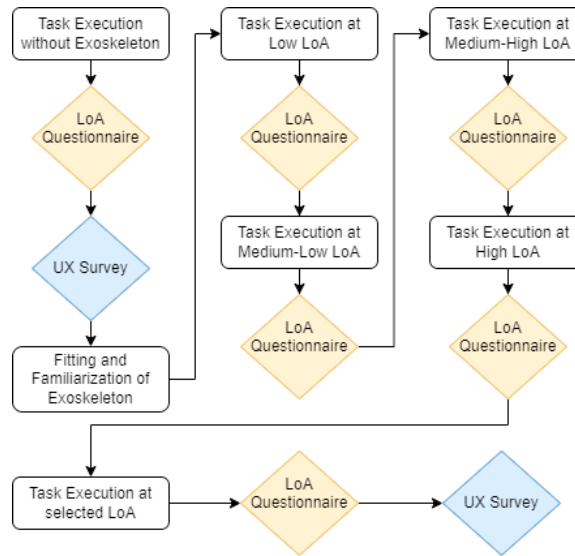 Task Execution
without Exoskeleton
LoA
Questionnaire
UX Survey
Fitting and
Familiarization of
Exoskeleton
Task Execution at
Low LoA
LoA
Questionnaire
Task Execution at
Medium-Low LoA
LoA
Questionnaire
Task Execution at
Medium-High LoA
LoA
Questionnaire
Task Execution at
High LoA
LoA
Questionnaire
Task Execution at
selected LoA
LoA
Questionnaire
UX Survey